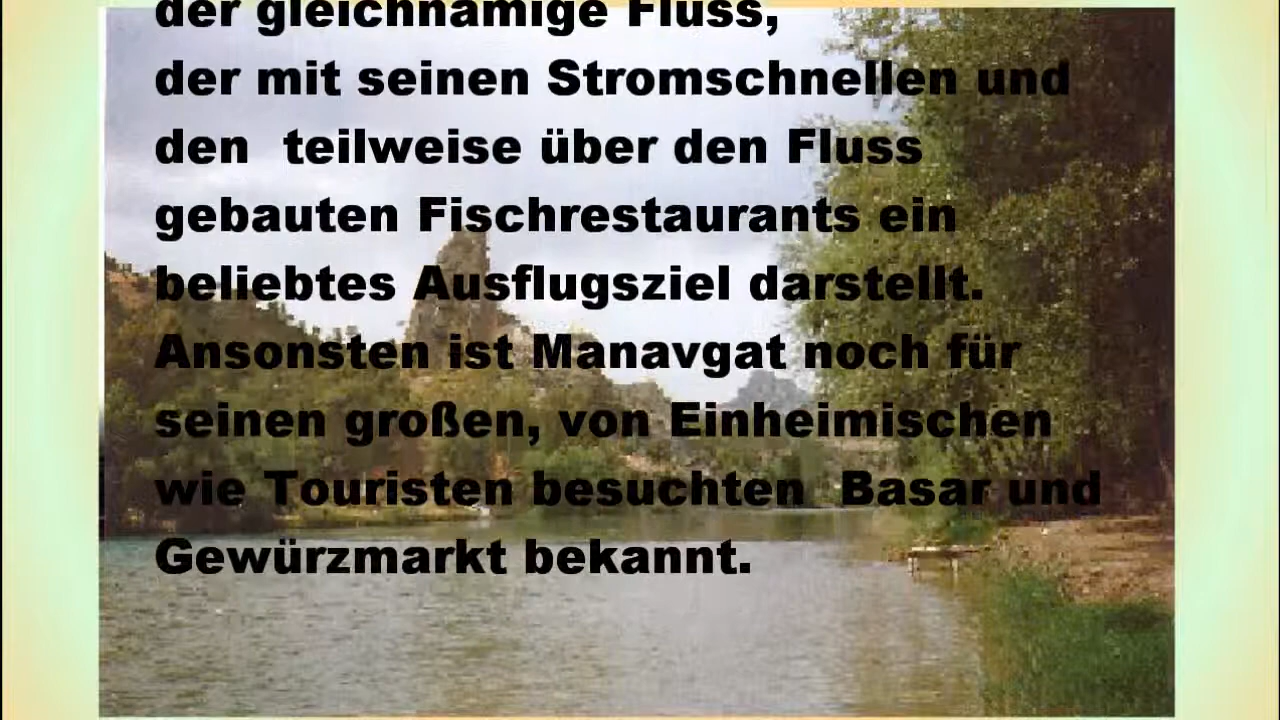 der gleichnamige Fluss,
der mit seinen Stromschnellen und
den teilweise über den Fluss
gebauten Fischrestaurants ein
beliebtes Ausflugsziel darstellt.
Ansonsten ist Manavgat noch für
seinen großen, von Einheimischen
wie Touristen besuchten Basar und
Gewürzmarkt bekannt.